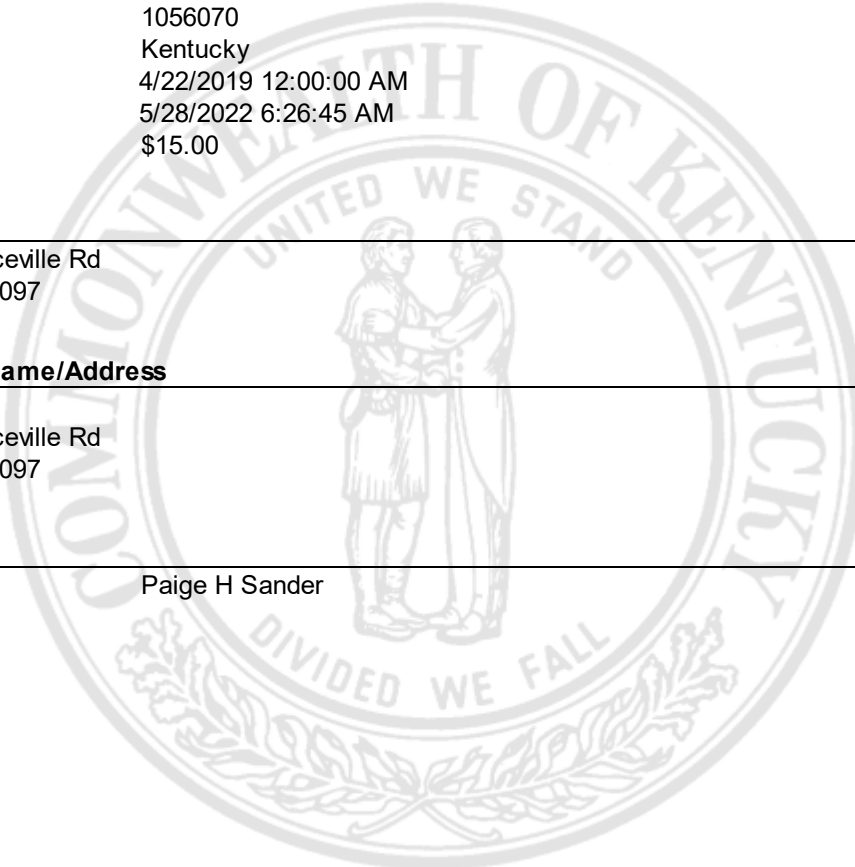 1056070
Kentucky
4/22/2019 12:00:00 AM
5/28/2022 6:26:45 AM
$15.00
COMMONWEALTH OF KENTUCKY
UNITED WE STAND
ceville Rd
097
ame/Address
ceville Rd
097
Paige H Sander
DIVIDED WE FALL